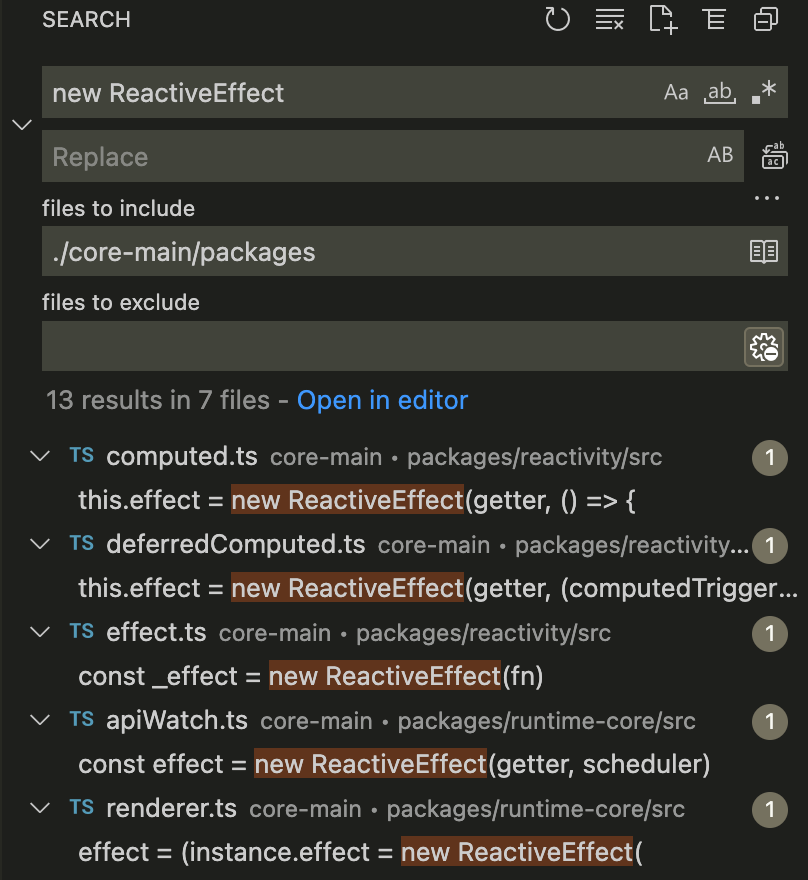 SEARCH
new ReactiveEffect Aa ab .*
Replace AB ab ac
...
files to include
./core-main/packages
files to exclude
13 results in 7 files - Open in editor
TS computed.ts core-main • packages/reactivity/src 1
this.effect = new ReactiveEffect(getter, () => {
TS deferredComputed.ts core-main • packages/reactivity... 1
this.effect = new ReactiveEffect(getter, (computedTrigger...
TS effect.ts core-main • packages/reactivity/src 1
const _effect = new ReactiveEffect(fn)
TS apiWatch.ts core-main • packages/runtime-core/src 1
const effect = new ReactiveEffect(getter, scheduler)
TS renderer.ts core-main • packages/runtime-core/src 1
effect = (instance.effect = new ReactiveEffect(